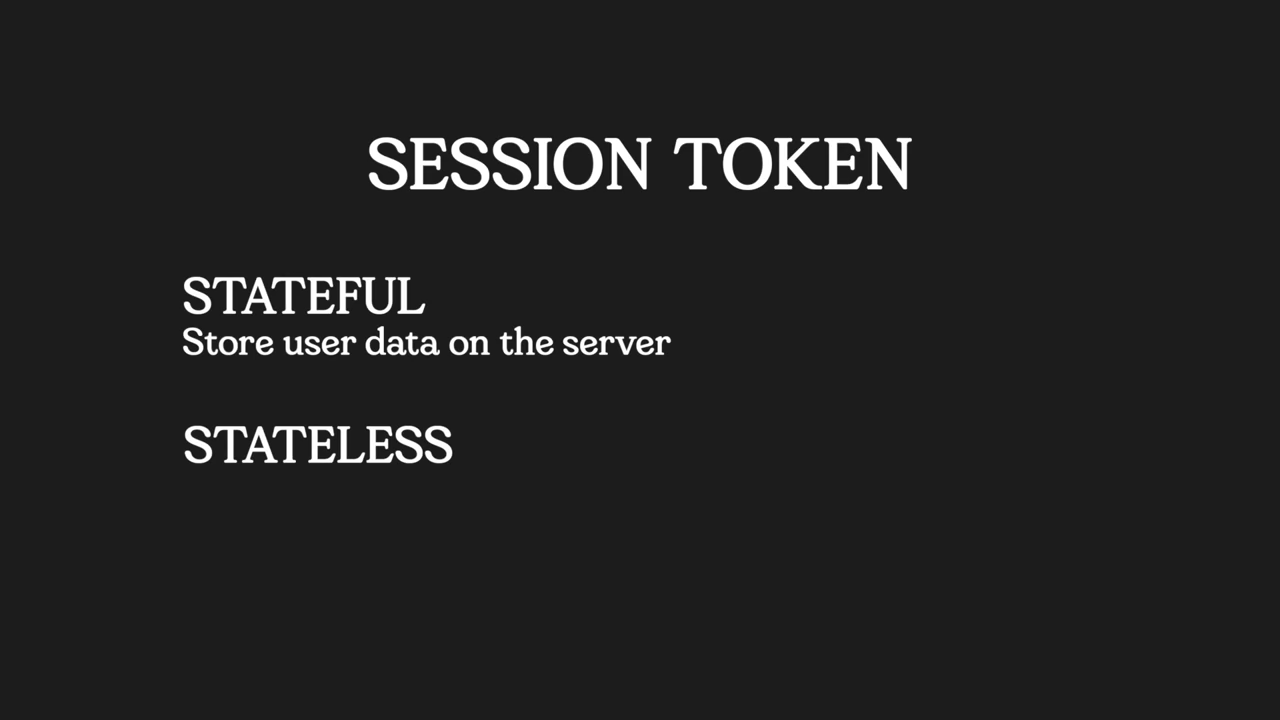 SESSION TOKEN
STATEFUL
Store user data on the server
STATELESS